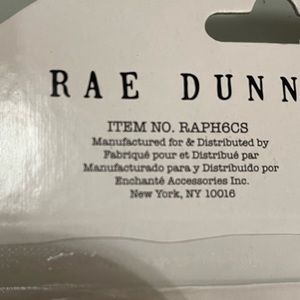 RAE DUNN
ITEM NO. RAPH6CS
Manufactured for & Distributed by
Fabriqué pour et Distribué par
Manufacturado para y Distribuido por
Enchanté Accessories Inc.
New York, NY 10016